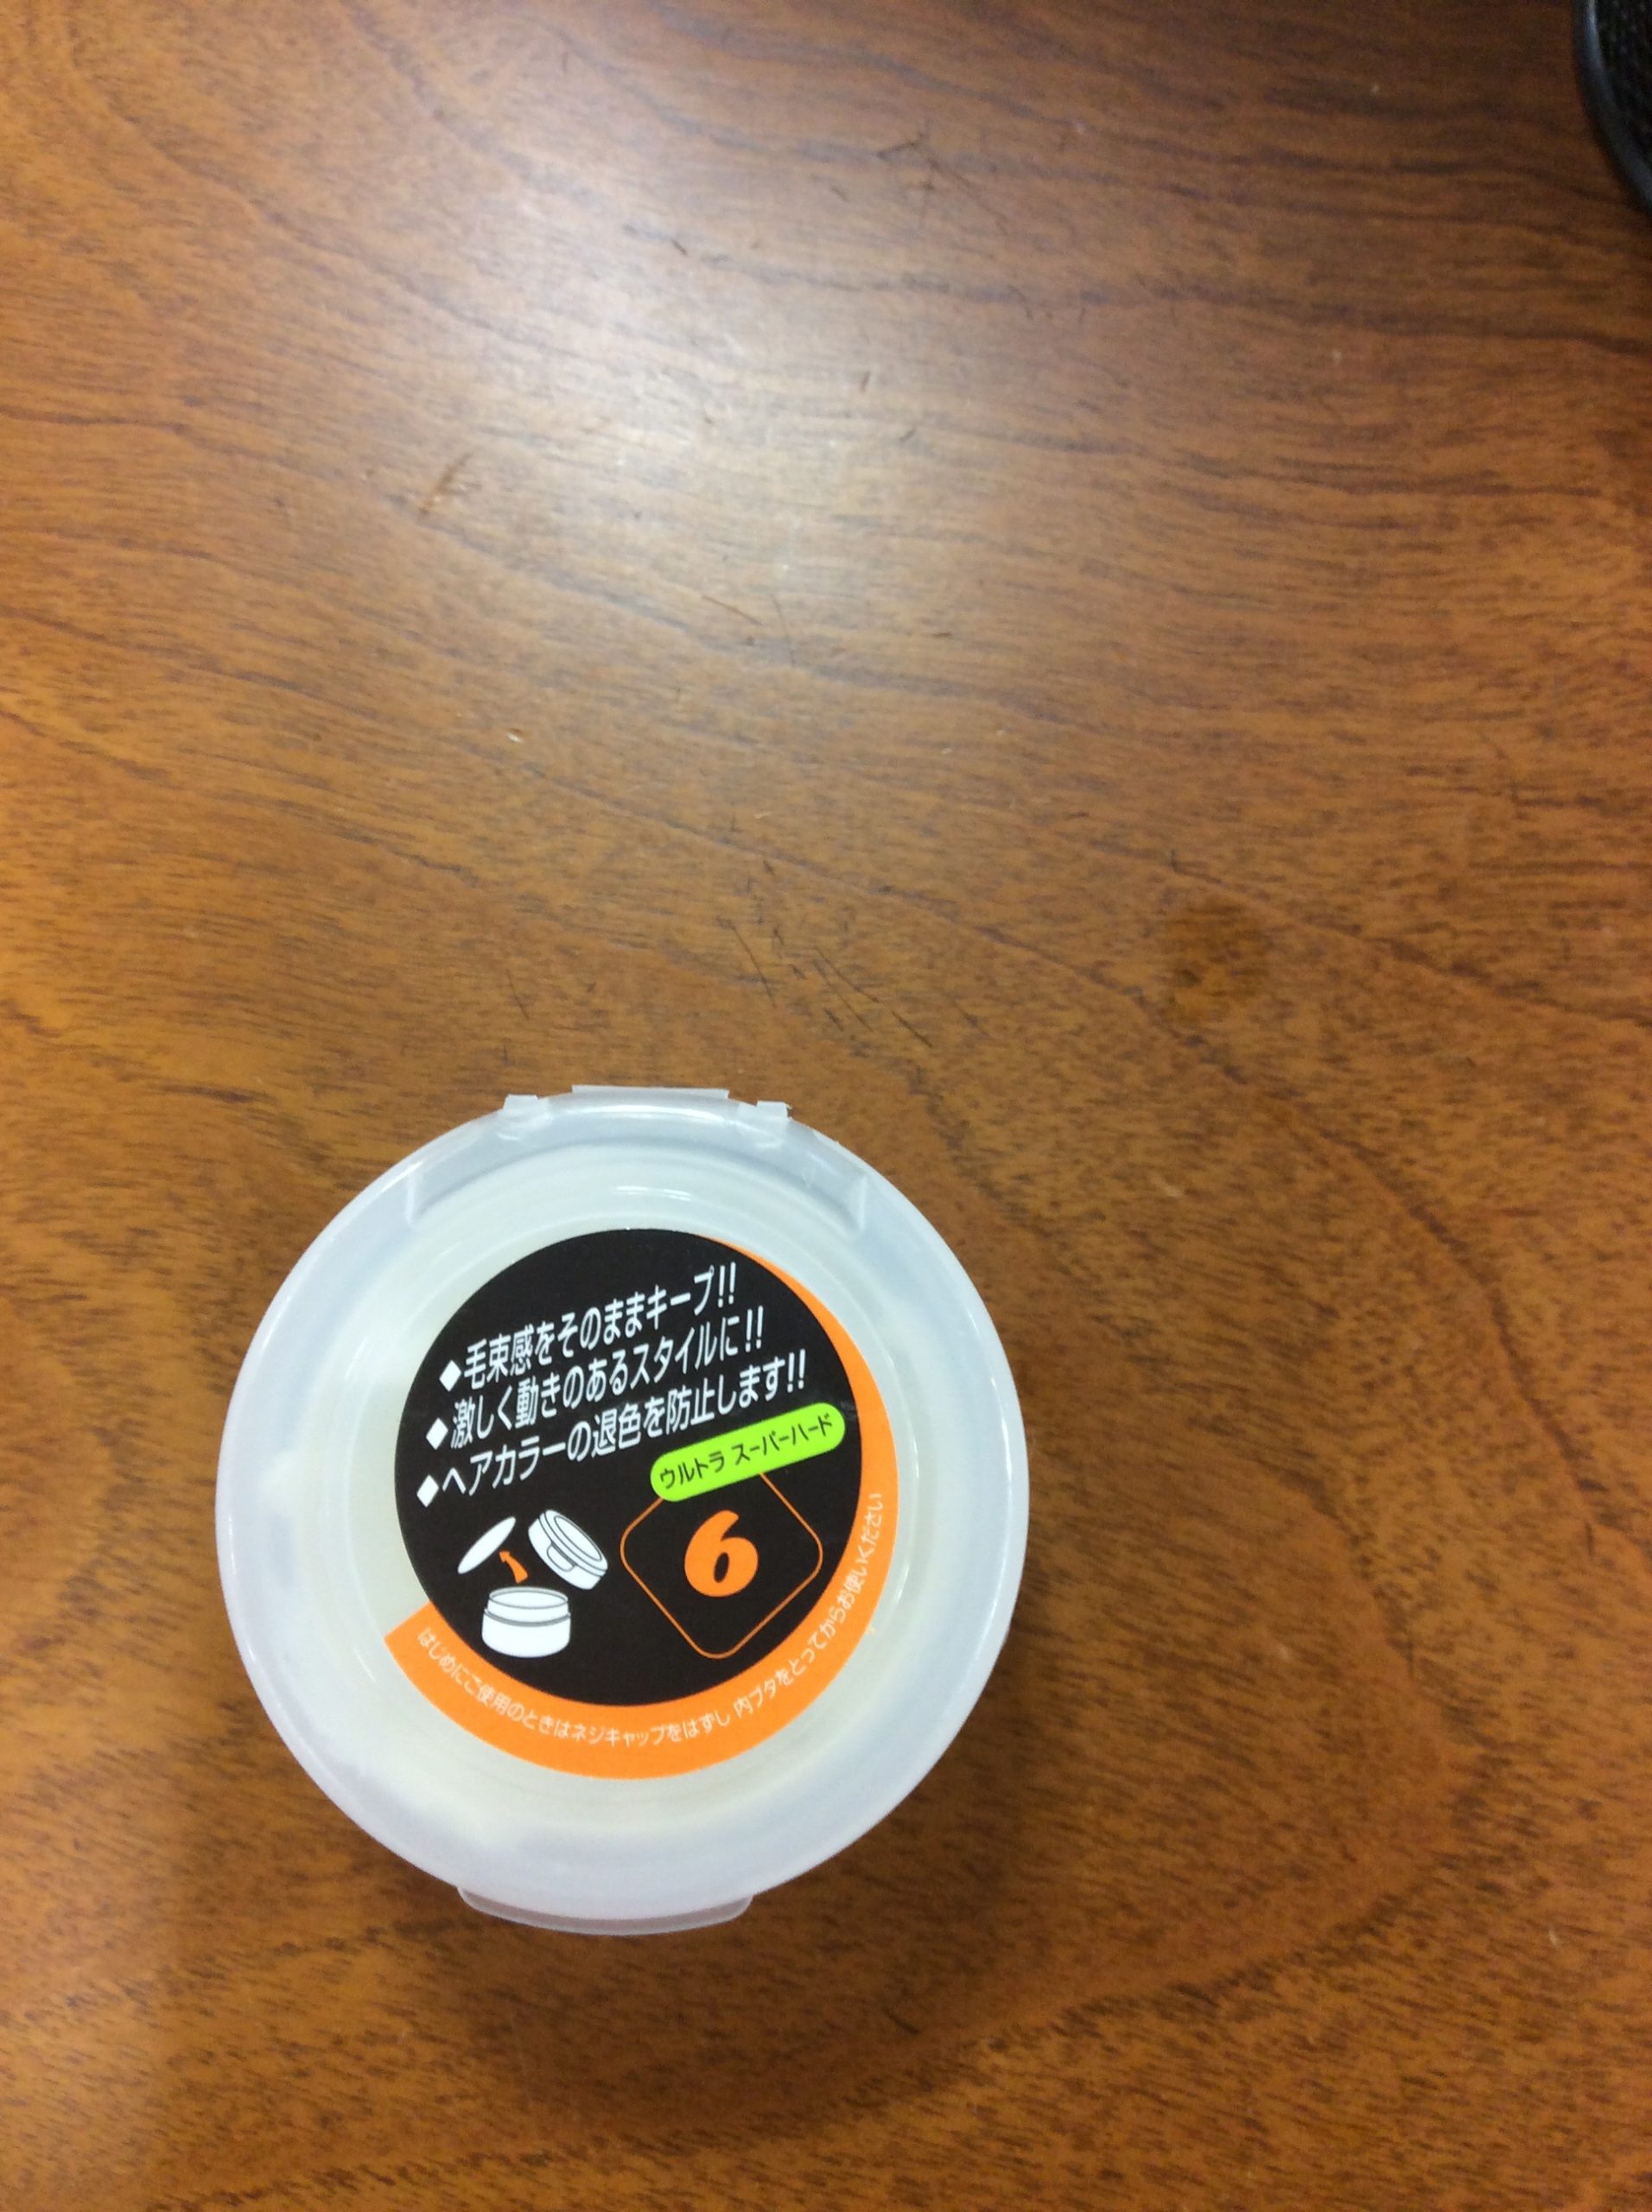 ◆毛束感をそのままキープ!!
◆激しく動きのあるスタイルに!!
◆ヘアカラーの退色を防止します!!
ウルトラ スーパーハード
6
はじめにご使用のときはネジキャップをはずし 内ブタをとってからお使いください